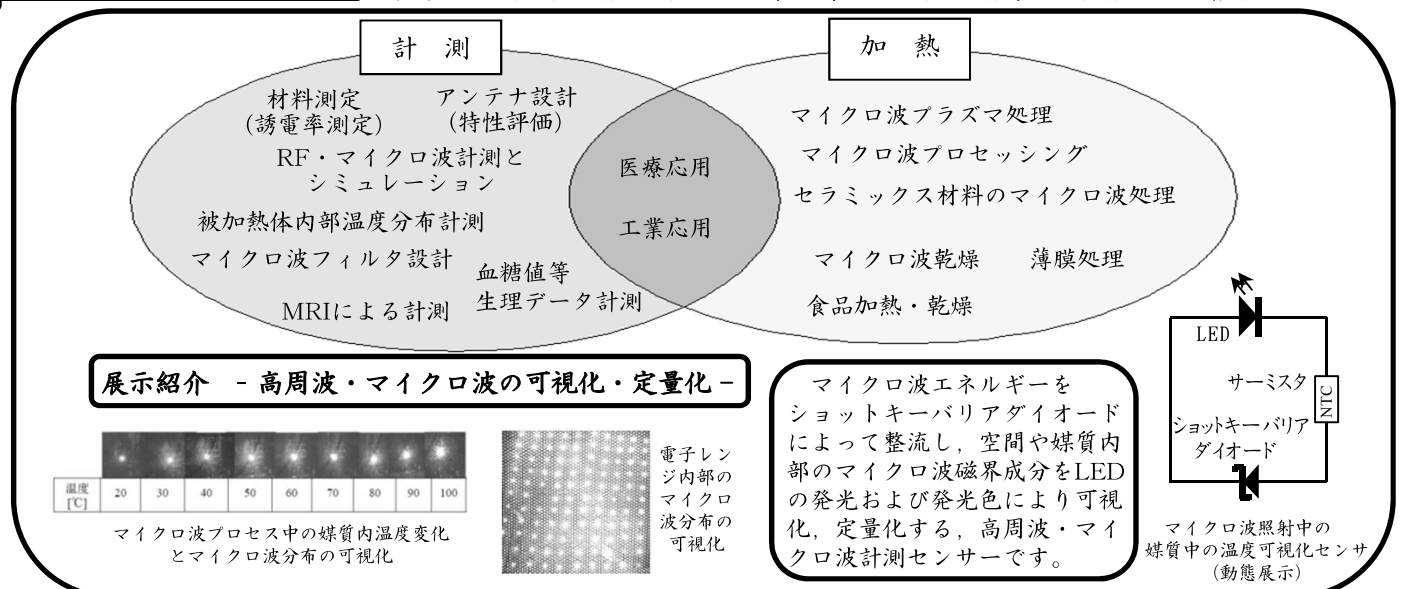 計 測
加 熱
材料測定
(誘電率測定)
アンテナ設計
(特性評価)
RF・マイクロ波計測と
シミュレーション
被加熱体内部温度分布計測
マイクロ波フィルタ設計
血糖値等
生理データ計測
MRIによる計測
医療応用
工業応用
マイクロ波プラズマ処理
マイクロ波プロセッシング
セラミックス材料のマイクロ波処理
マイクロ波乾燥 薄膜処理
食品加熱・乾燥
展示紹介 - 高周波・マイクロ波の可視化・定量化 -
温度
[℃]
20 30 40 50 60 70 80 90 100
マイクロ波プロセス中の媒質内温度変化
とマイクロ波分布の可視化
電子レン
ジ内部の
マイクロ
波分布の
可視化
マイクロ波エネルギーを
ショットキーバリアダイオード
によって整流し，空間や媒質内
部のマイクロ波磁界成分をLED
の発光および発光色により可視
化，定量化する，高周波・マイ
クロ波計測センサーです。
LED
サーミスタ
NTC
ショットキーバリア
ダイオード
マイクロ波照射中の
媒質中の温度可視化センサ
(動態展示)